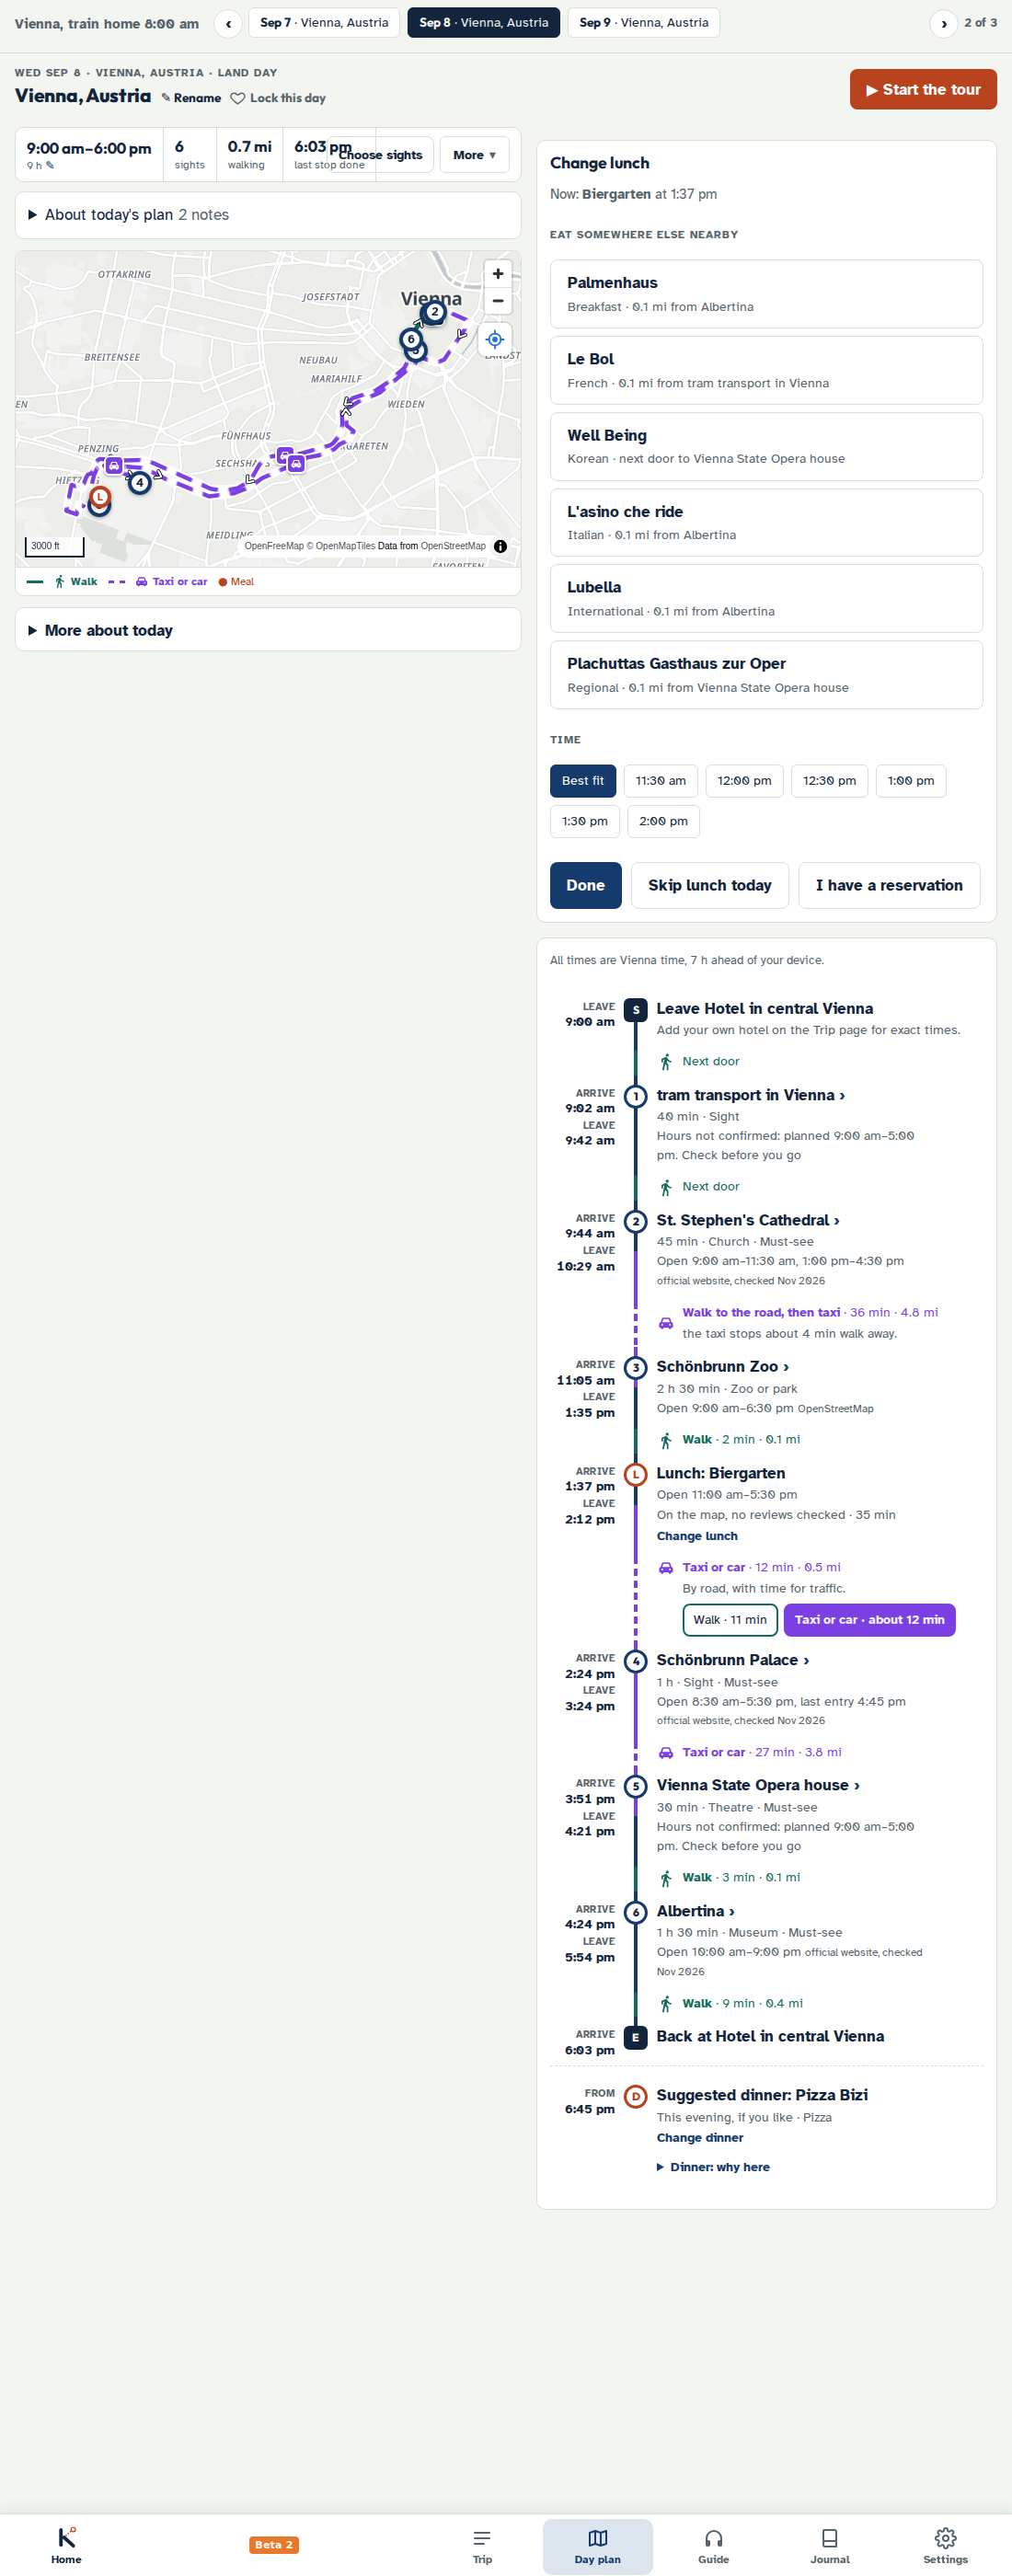 Vienna, train home 8:00 am
‹
Sep 7 · Vienna, Austria
Sep 8 · Vienna, Austria
Sep 9 · Vienna, Austria
›
2 of 3
WED SEP 8 · VIENNA, AUSTRIA · LAND DAY
Vienna, Austria ✎ Rename ♡ Lock this day
▶ Start the tour
9:00 am–6:00 pm
9 h ✎
6
sights
0.7 mi
walking
6:03 pm
last stop done
Choose sights
More ▾
▶ About today's plan 2 notes
OTTAKRING
JOSEFSTADT
Vienna
BREITENSEE
NEUBAU
MARIAHILF
EN
WIEDEN
PENZING
FÜNFHAUS
MEIDLING
2
6
4
L
+
−
3000 ft
OpenFreeMap © OpenMapTiles Data from OpenStreetMap
Walk
Taxi or car
Meal
▶ More about today
Change lunch
Now: Biergarten at 1:37 pm
EAT SOMEWHERE ELSE NEARBY
Palmenhaus
Breakfast · 0.1 mi from Albertina
Le Bol
French · 0.1 mi from tram transport in Vienna
Well Being
Korean · next door to Vienna State Opera house
L'asino che ride
Italian · 0.1 mi from Albertina
Lubella
International · 0.1 mi from Albertina
Plachuttas Gasthaus zur Oper
Regional · 0.1 mi from Vienna State Opera house
TIME
Best fit
11:30 am
12:00 pm
12:30 pm
1:00 pm
1:30 pm
2:00 pm
Done
Skip lunch today
I have a reservation
All times are Vienna time, 7 h ahead of your device.
LEAVE
9:00 am
S
Leave Hotel in central Vienna
Add your own hotel on the Trip page for exact times.
Next door
ARRIVE
9:02 am
LEAVE
9:42 am
1
tram transport in Vienna ›
40 min · Sight
Hours not confirmed: planned 9:00 am–5:00
pm. Check before you go
Next door
ARRIVE
9:44 am
LEAVE
10:29 am
2
St. Stephen's Cathedral ›
45 min · Church · Must-see
Open 9:00 am–11:30 am, 1:00 pm–4:30 pm
official website, checked Nov 2026
Walk to the road, then taxi · 36 min · 4.8 mi
the taxi stops about 4 min walk away.
ARRIVE
11:05 am
LEAVE
1:35 pm
3
Schönbrunn Zoo ›
2 h 30 min · Zoo or park
Open 9:00 am–6:30 pm OpenStreetMap
Walk · 2 min · 0.1 mi
ARRIVE
1:37 pm
LEAVE
2:12 pm
L
Lunch: Biergarten
Open 11:00 am–5:30 pm
On the map, no reviews checked · 35 min
Change lunch
Taxi or car · 12 min · 0.5 mi
By road, with time for traffic.
Walk · 11 min
Taxi or car · about 12 min
ARRIVE
2:24 pm
LEAVE
3:24 pm
4
Schönbrunn Palace ›
1 h · Sight · Must-see
Open 8:30 am–5:30 pm, last entry 4:45 pm
official website, checked Nov 2026
Taxi or car · 27 min · 3.8 mi
ARRIVE
3:51 pm
LEAVE
4:21 pm
5
Vienna State Opera house ›
30 min · Theatre · Must-see
Hours not confirmed: planned 9:00 am–5:00
pm. Check before you go
Walk · 3 min · 0.1 mi
ARRIVE
4:24 pm
LEAVE
5:54 pm
6
Albertina ›
1 h 30 min · Museum · Must-see
Open 10:00 am–9:00 pm official website, checked
Nov 2026
Walk · 9 min · 0.4 mi
ARRIVE
6:03 pm
E
Back at Hotel in central Vienna
FROM
6:45 pm
D
Suggested dinner: Pizza Bizi
This evening, if you like · Pizza
Change dinner
▶ Dinner: why here
Home
Beta 2
Trip
Day plan
Guide
Journal
Settings